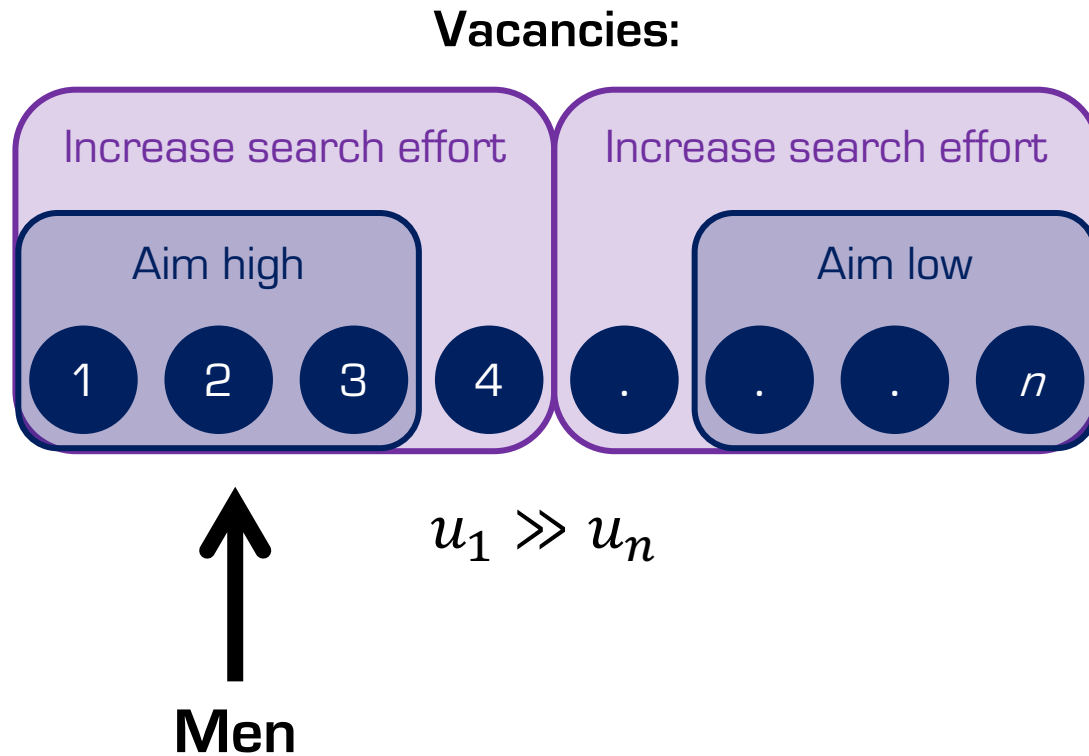 Vacancies:
Increase search effort Increase search effort
Aim high Aim low
1 2 3 4 . . . n
u₁ ≫ uₙ
Men